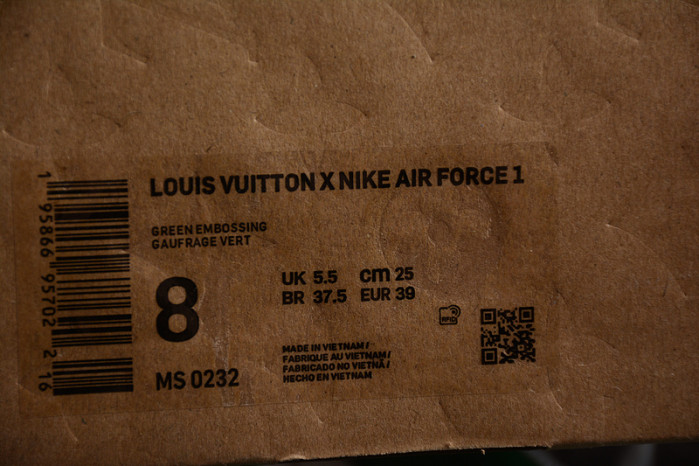 LOUIS VUITTON X NIKE AIR FORCE 1
GREEN EMBOSSING
GAUFRAGE VERT
8
UK 5.5 cm 25
BR 37.5 EUR 39
RFID
MS 0232
MADE IN VIETNAM /
FABRIQUE AU VIETNAM /
FABRICADO NO VIETNÃ /
HECHO EN VIETNAM
1 95866 95702 2 16